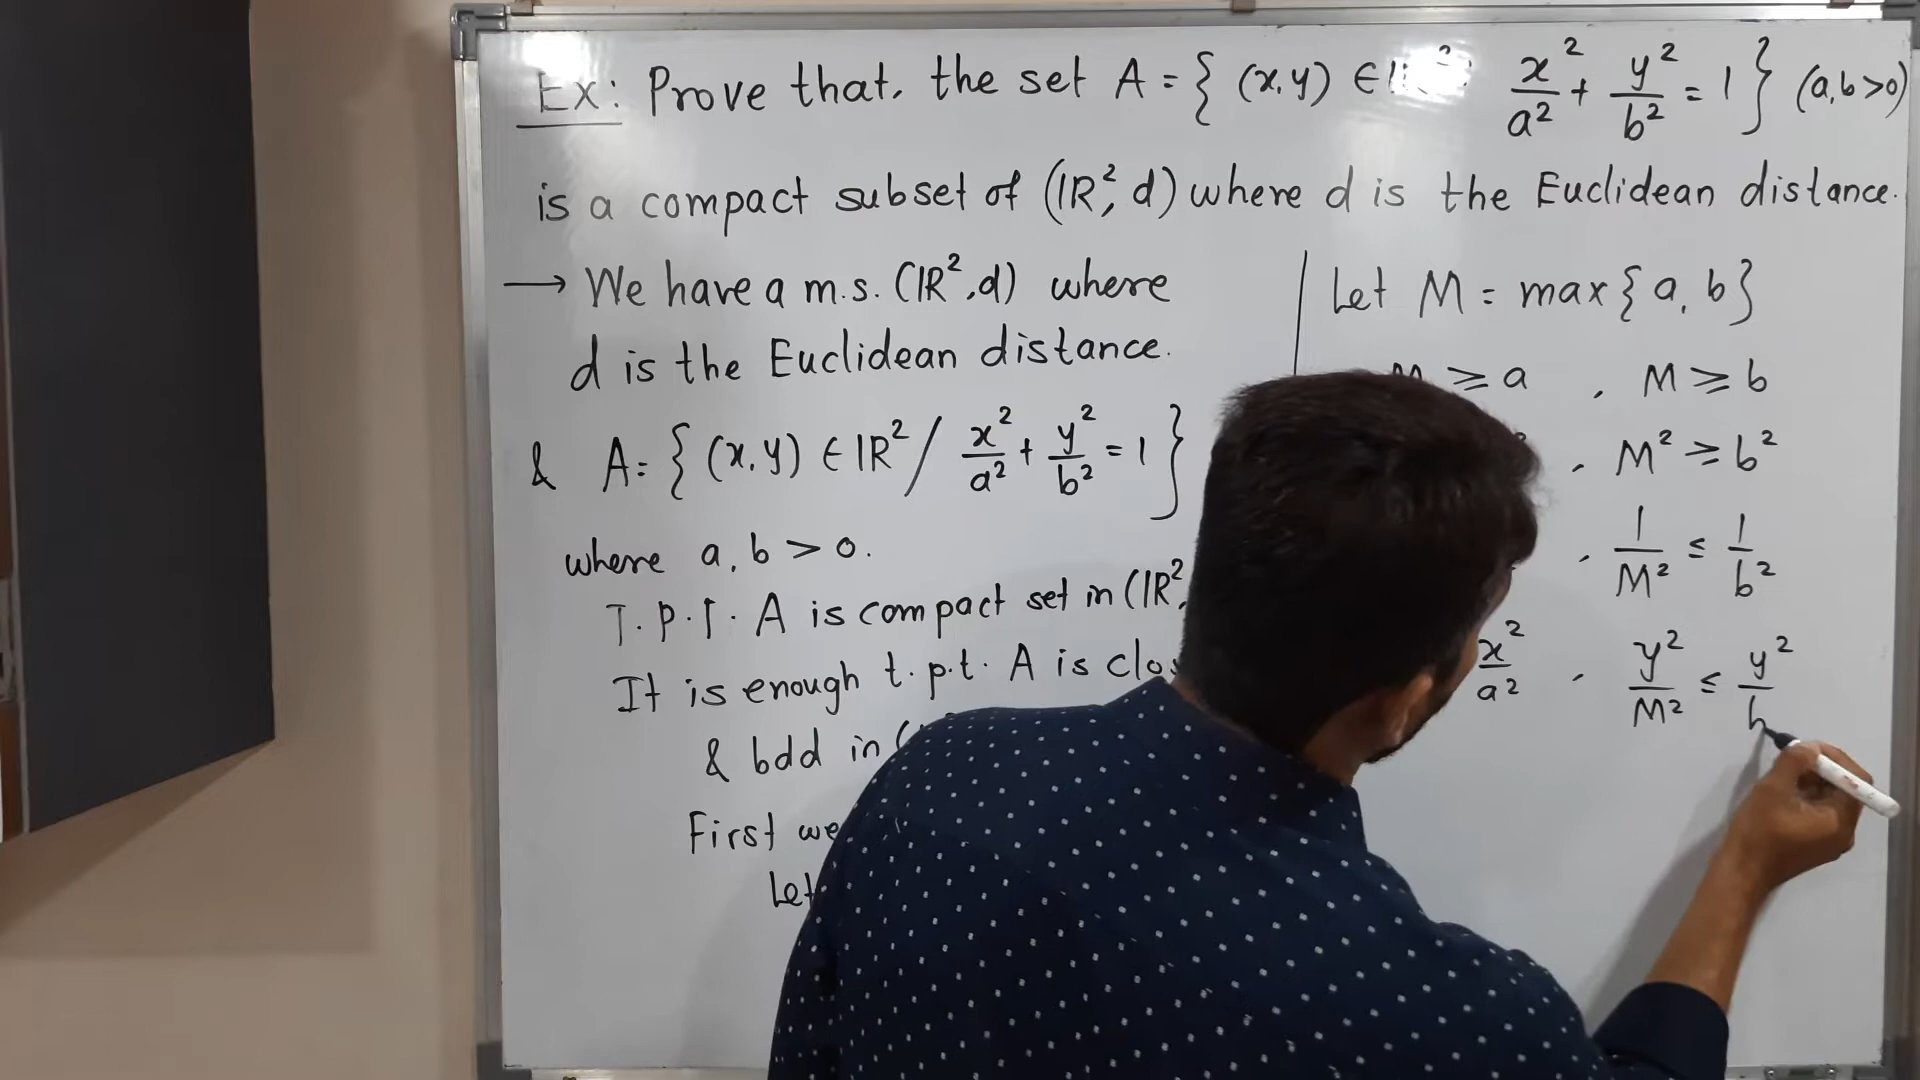 Ex: Prove that, the set A = { (x, y) ∈ x²/a² + y²/b² = 1 } (a, b > 0)
is a compact subset of (IR², d) where d is the Euclidean distance.
→ We have a m.s. (IR², d) where
d is the Euclidean distance.
& A = { (x, y) ∈ IR² / x²/a² + y²/b² = 1 }
where a, b > 0.
T.P.T. A is compact set in (IR²,
It is enough t.p.t. A is
& bdd in (
First we
Let
Let M = max { a, b }
M ≥ a , M ≥ b
, M² ≥ b²
, 1/M² ≤ 1/b²
x²/a² , y²/M² ≤ y²/b